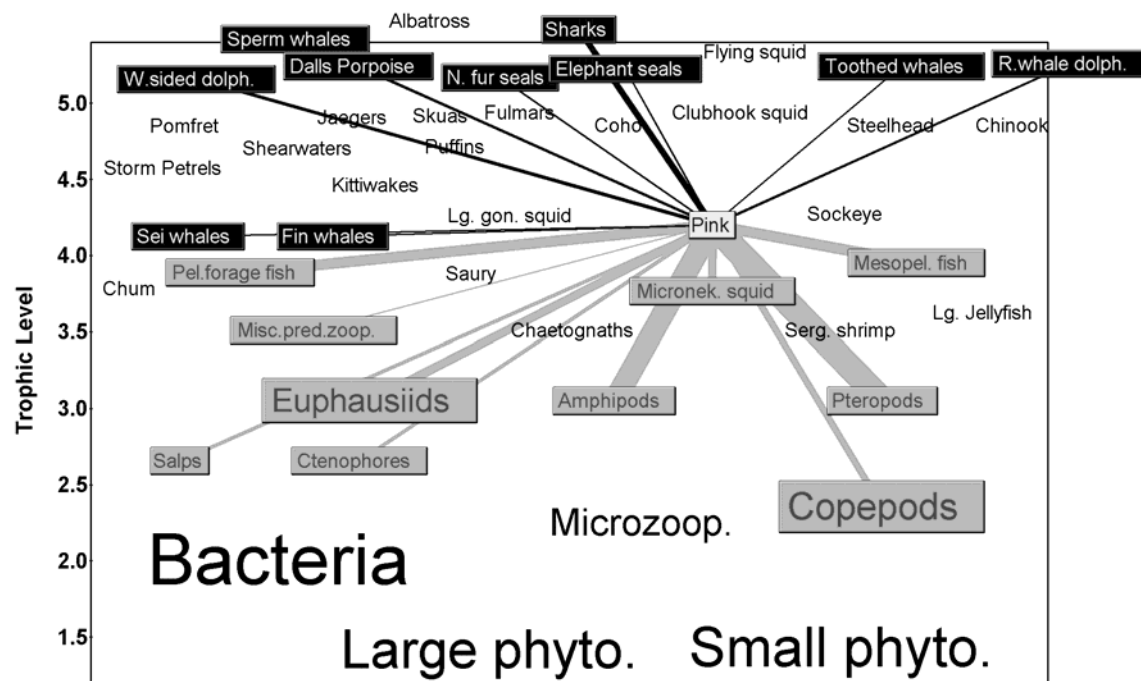 Albatross
Sharks
Sperm whales
Flying squid
Dalls Porpoise
Elephant seals
Toothed whales
R.whale dolph.
W.sided dolph.
N. fur seals
5.0
Pomfret
Jaegers
Skuas
Fulmars
Coho
Clubhook squid
Steelhead
Chinook
Shearwaters
Puffins
Storm Petrels
4.5
Kittiwakes
Lg. gon. squid
Pink
Sockeye
Sei whales
Fin whales
4.0
Pel.forage fish
Saury
Mesopel. fish
Chum
Micronek. squid
Lg. Jellyfish
3.5
Misc.pred.zoop.
Chaetognaths
Serg. shrimp
Trophic Level
3.0
Euphausiids
Amphipods
Pteropods
Salps
Ctenophores
2.5
Copepods
Microzoop.
Bacteria
2.0
Large phyto.
Small phyto.
1.5